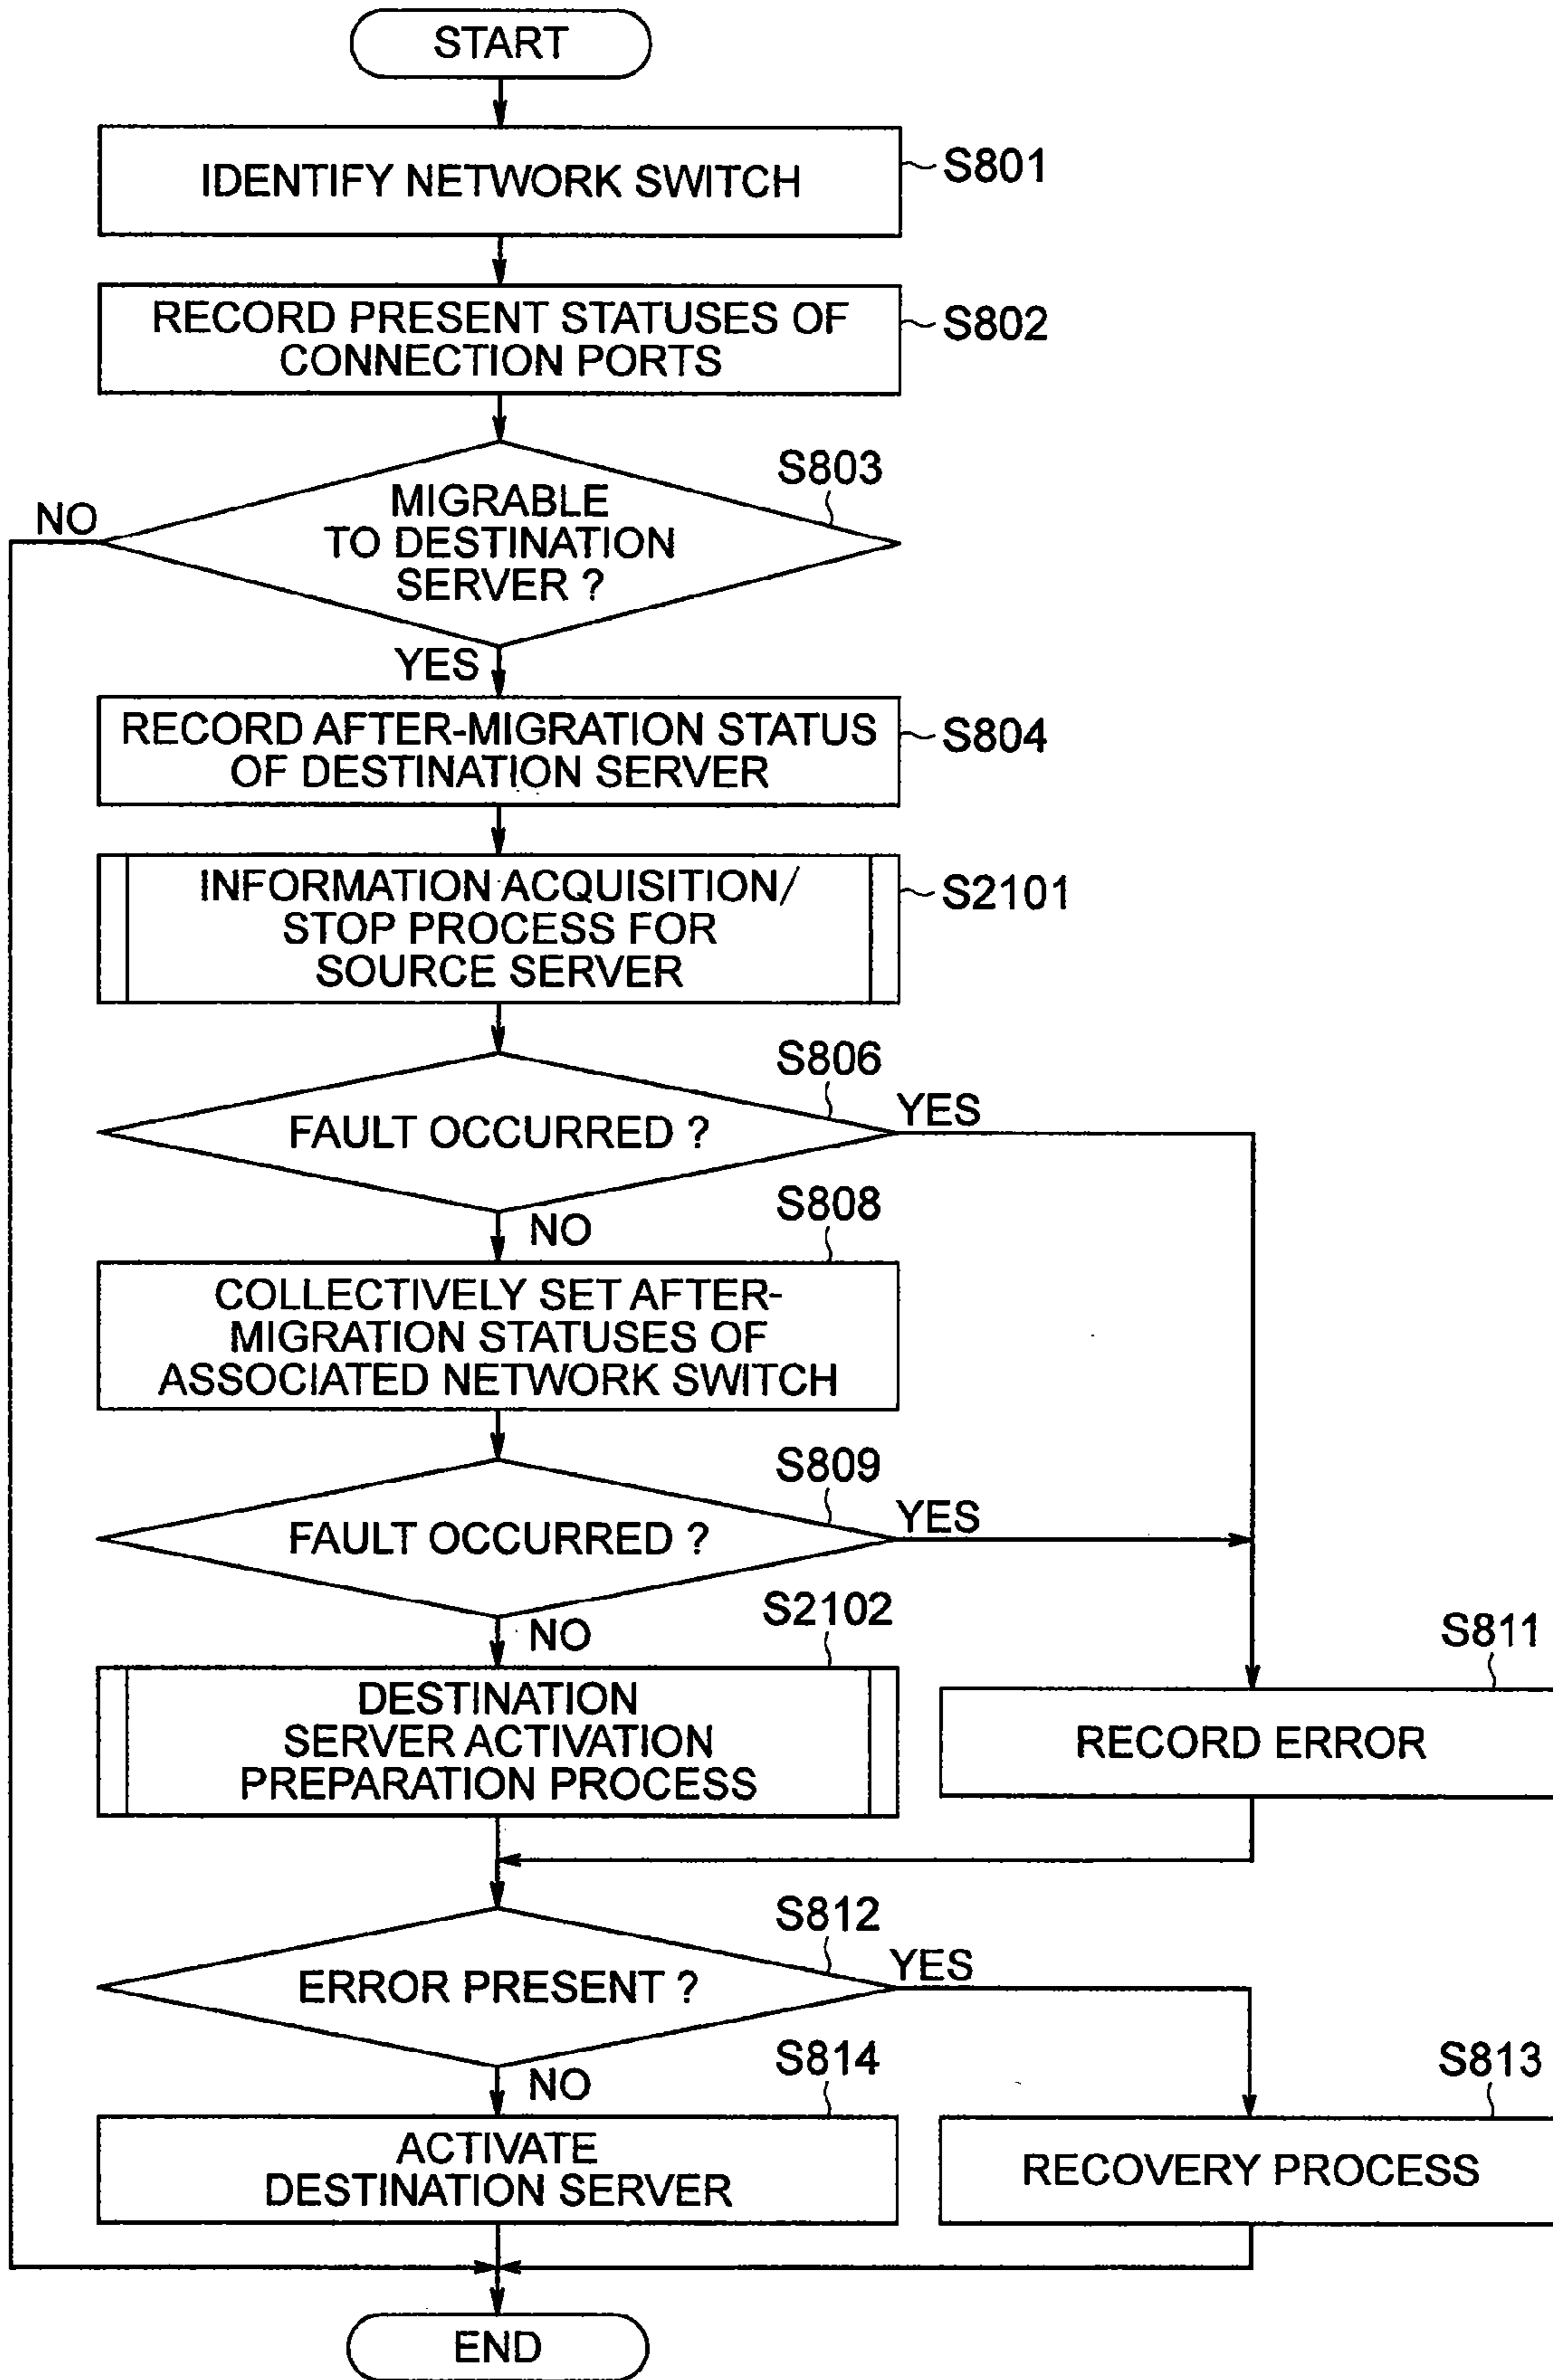 START
IDENTIFY NETWORK SWITCH
S801
RECORD PRESENT STATUSES OF
CONNECTION PORTS
S802
S803
MIGRABLE
TO DESTINATION
SERVER ?
NO
YES
RECORD AFTER-MIGRATION STATUS
OF DESTINATION SERVER
S804
INFORMATION ACQUISITION/
STOP PROCESS FOR
SOURCE SERVER
S2101
S806
FAULT OCCURRED ?
YES
NO
S808
COLLECTIVELY SET AFTER-
MIGRATION STATUSES OF
ASSOCIATED NETWORK SWITCH
S809
FAULT OCCURRED ?
YES
NO
S2102
DESTINATION
SERVER ACTIVATION
PREPARATION PROCESS
S811
RECORD ERROR
S812
ERROR PRESENT ?
YES
NO
S814
ACTIVATE
DESTINATION SERVER
S813
RECOVERY PROCESS
END